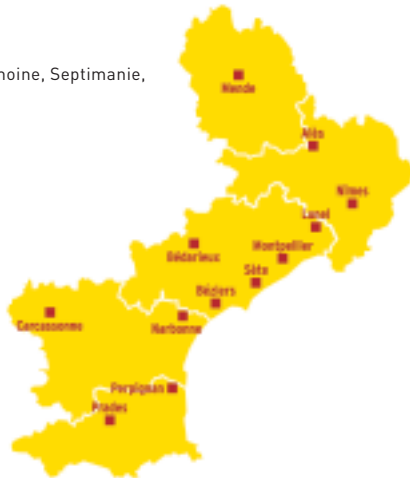 moine, Septimanie,
Mende
Alès
Nîmes
Lunel
Montpellier
Bédarieux
Sète
Béziers
Carcassonne
Narbonne
Perpignan
Prades